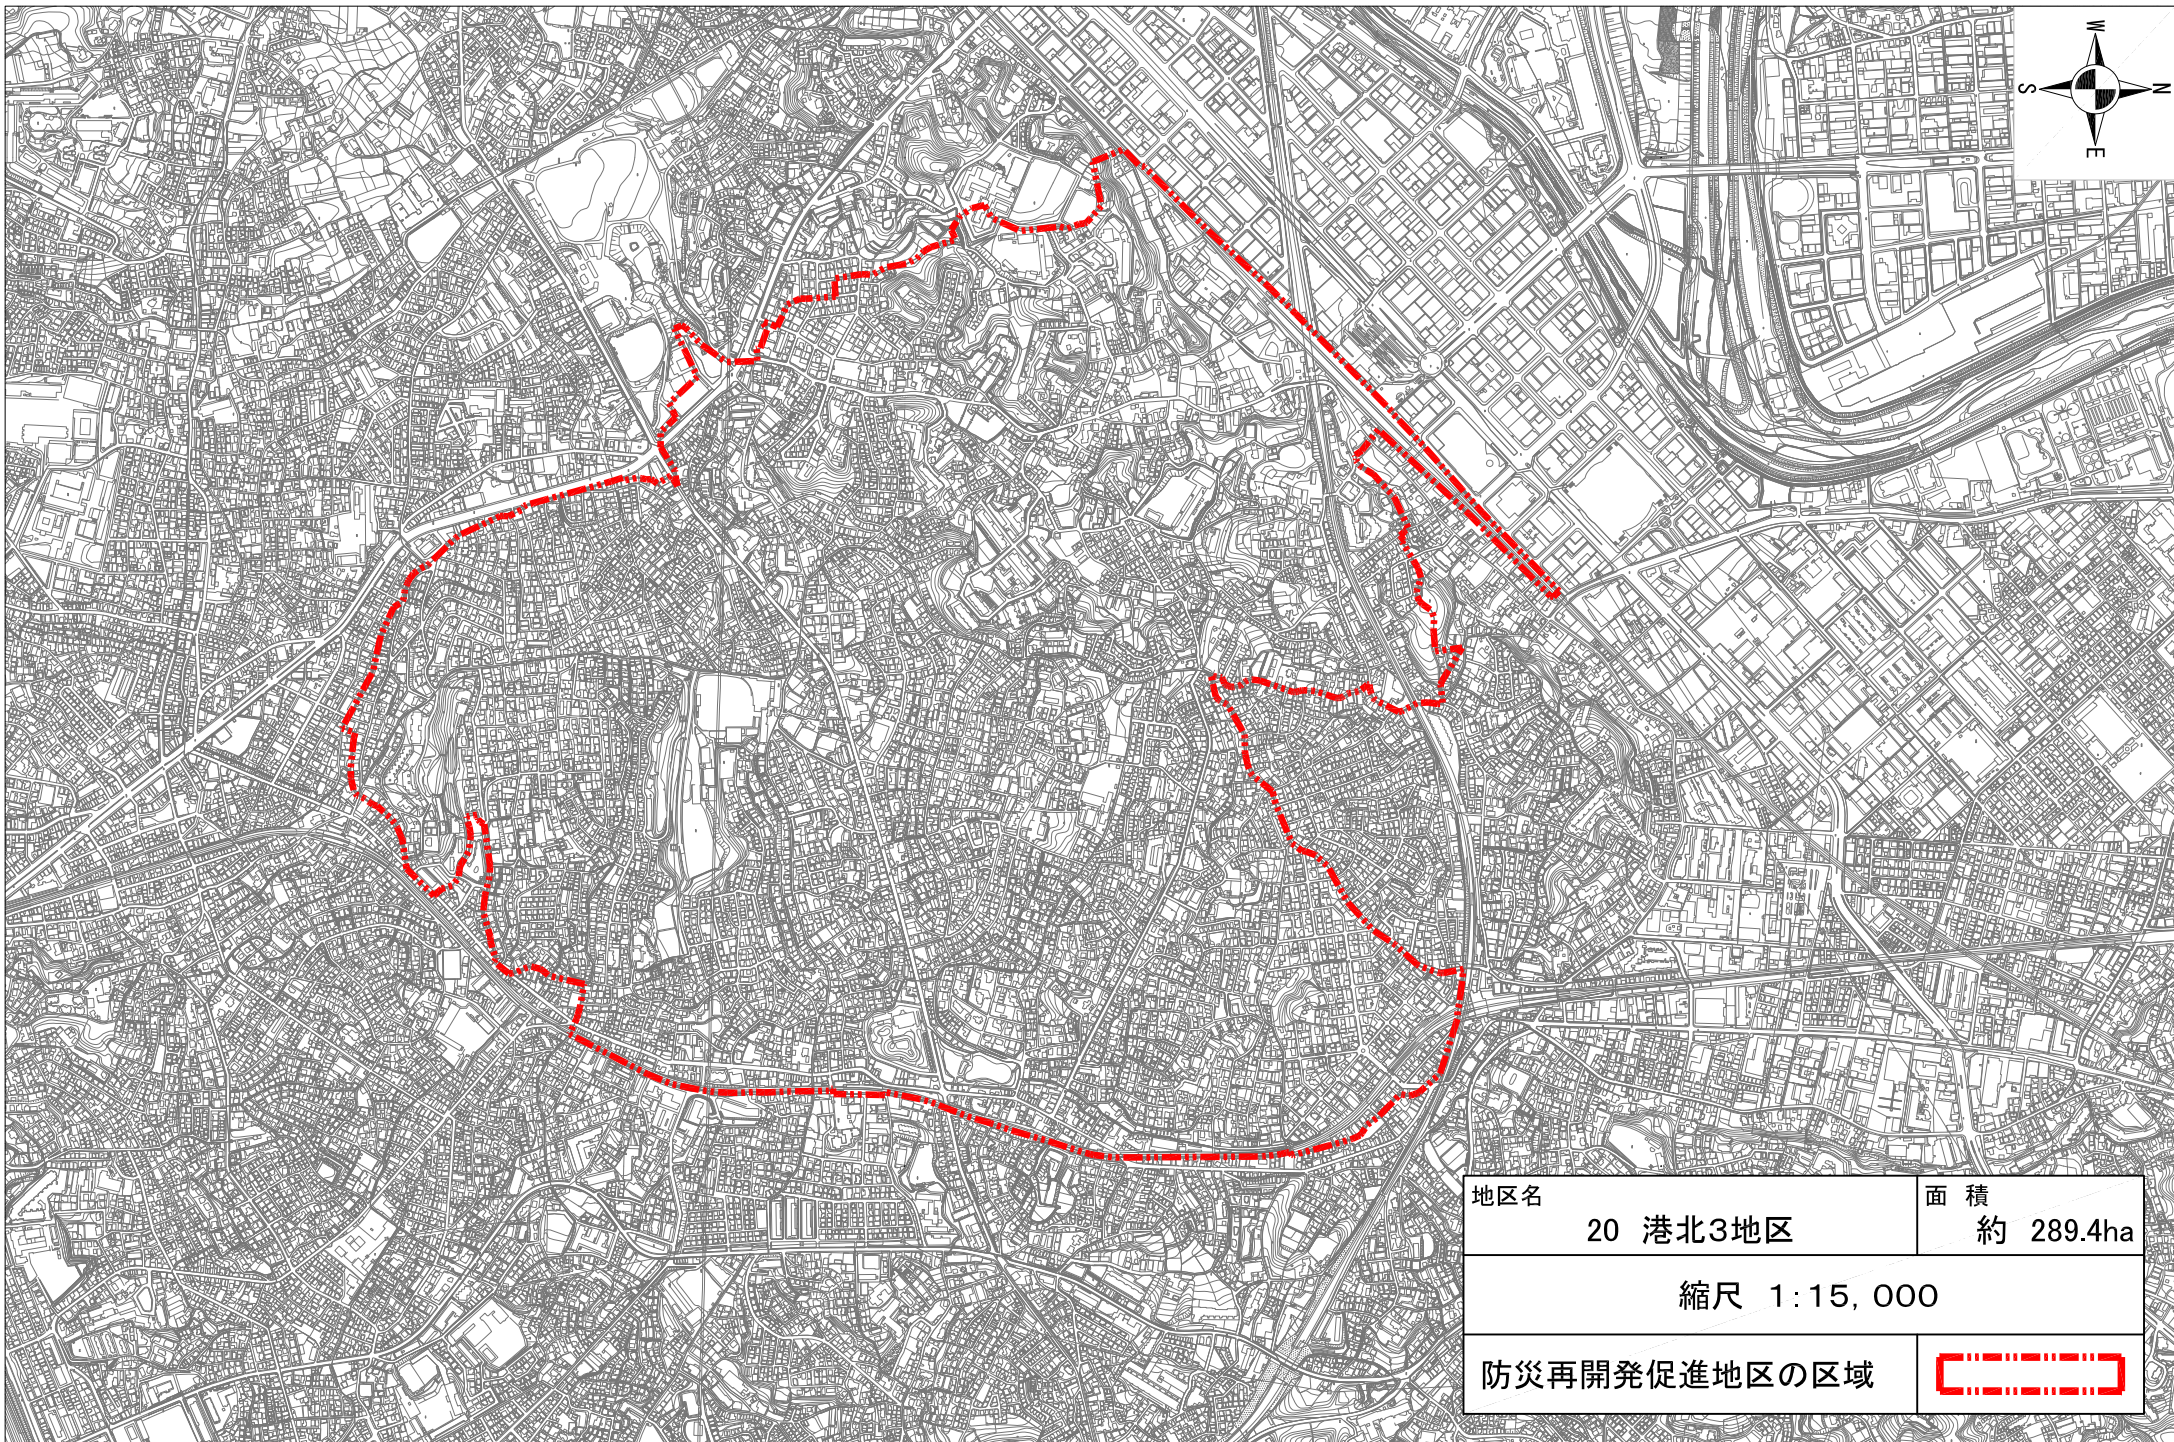 W
S
N
E
地区名
20 港北3地区
面 積
約 289.4ha
縮尺 1:15,000
防災再開発促進地区の区域